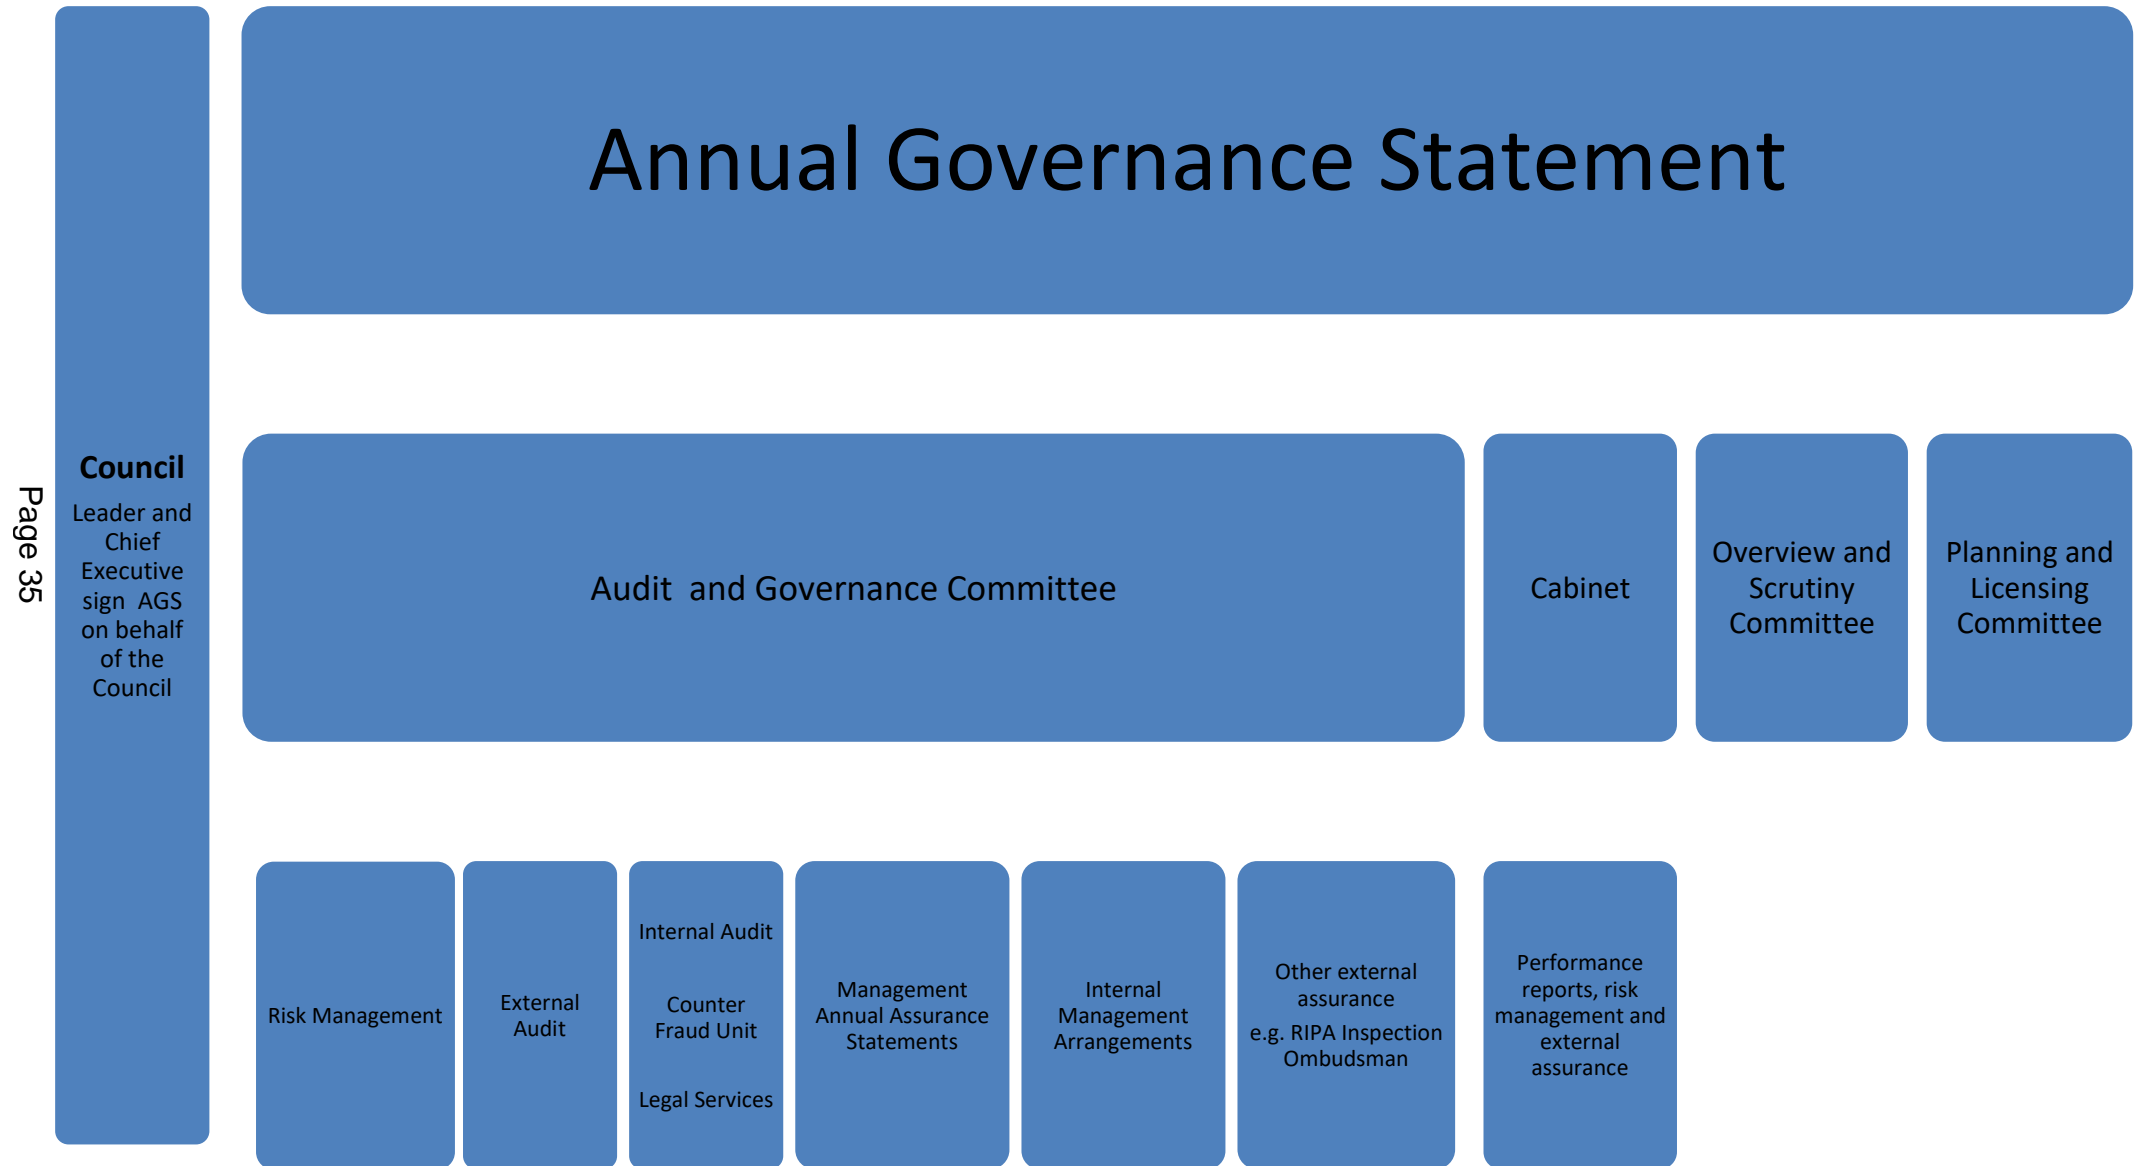 Page 35
Council
Leader and
Chief
Executive
sign AGS
on behalf
of the
Council
Annual Governance Statement
Audit and Governance Committee
Cabinet
Overview and
Scrutiny
Committee
Planning and
Licensing
Committee
Risk Management
External
Audit
Internal Audit
Counter
Fraud Unit
Legal Services
Management
Annual Assurance
Statements
Internal
Management
Arrangements
Other external
assurance
e.g. RIPA Inspection
Ombudsman
Performance
reports, risk
management and
external
assurance